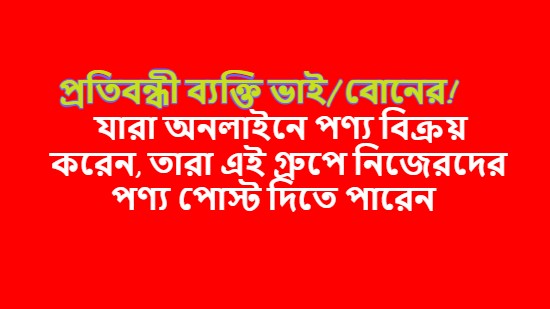 প্রতিবন্ধী ব্যক্তি ভাই/বোনের!
যারা অনলাইনে পণ্য বিক্রয়
করেন, তারা এই গ্রুপে নিজেরদের
পণ্য পোস্ট দিতে পারেন